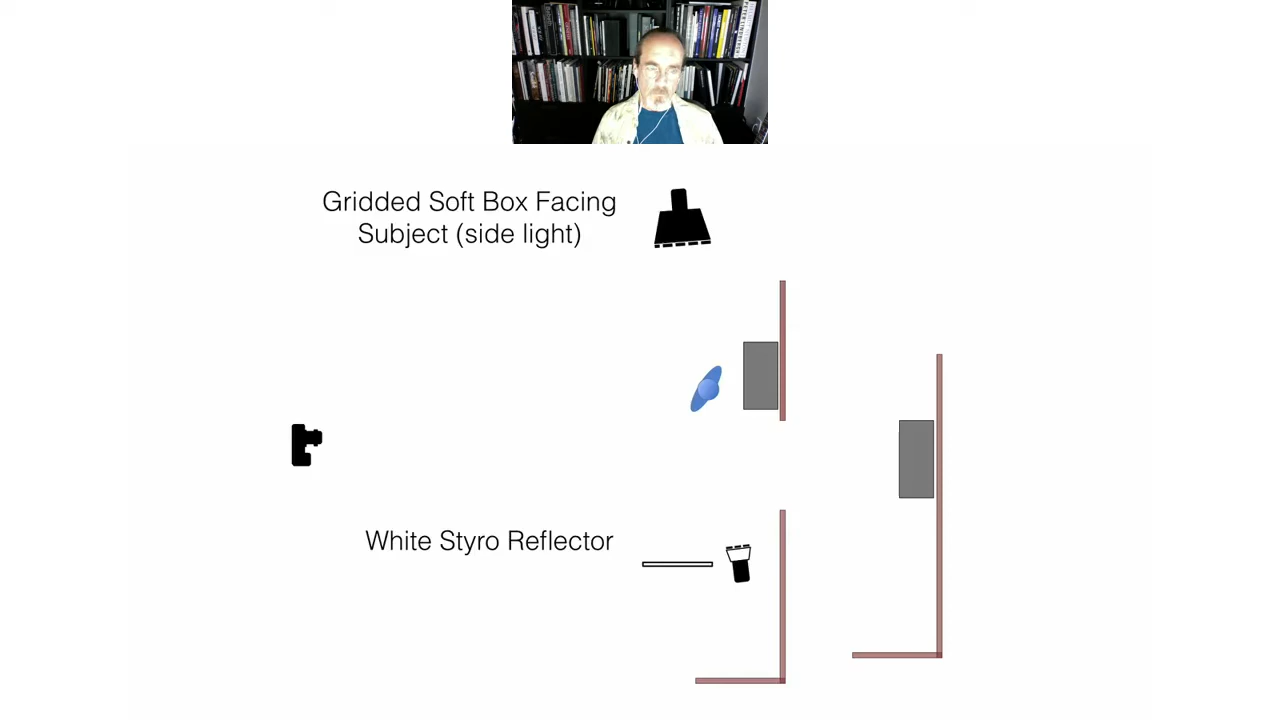 Gridded Soft Box Facing
Subject (side light)
White Styro Reflector